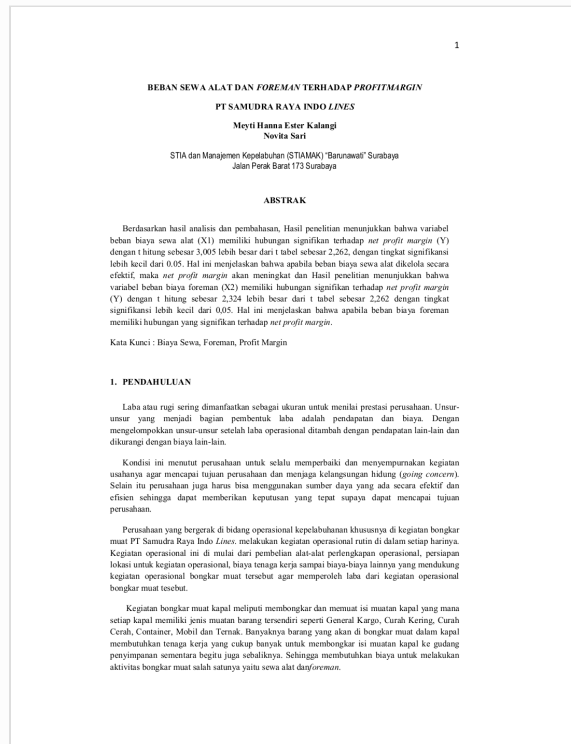 1
BEBAN SEWA ALAT DAN FOREMAN TERHADAP PROFITMARGIN
PT SAMUDRA RAYA INDO LINES
Meyti Hanna Ester Kalangi
Novita Sari
STIA dan Manajemen Kepelabuhan (STIAMAK) “Barunawati” Surabaya
Jalan Perak Barat 173 Surabaya
ABSTRAK
Berdasarkan hasil analisis dan pembahasan, Hasil penelitian menunjukkan bahwa variabel
beban biaya sewa alat (X1) memiliki hubungan signifikan terhadap net profit margin (Y)
dengan t hitung sebesar 3,005 lebih besar dari t tabel sebesar 2,262, dengan tingkat signifikansi
lebih kecil dari 0.05. Hal ini menjelaskan bahwa apabila beban biaya sewa alat dikelola secara
efektif, maka net profit margin akan meningkat dan Hasil penelitian menunjukkan bahwa
variabel beban biaya foreman (X2) memiliki hubungan signifikan terhadap net profit margin
(Y) dengan t hitung sebesar 2,324 lebih besar dari t tabel sebesar 2,262 dengan tingkat
signifikansi lebih kecil dari 0,05. Hal ini menjelaskan bahwa apabila beban biaya foreman
memiliki hubungan yang signifikan terhadap net profit margin.
Kata Kunci : Biaya Sewa, Foreman, Profit Margin
1. PENDAHULUAN
Laba atau rugi sering dimanfaatkan sebagai ukuran untuk menilai prestasi perusahaan. Unsur-
unsur yang menjadi bagian pembentuk laba adalah pendapatan dan biaya. Dengan
mengelompokkan unsur-unsur setelah laba operasional ditambah dengan pendapatan lain-lain dan
dikurangi dengan biaya lain-lain.
Kondisi ini menutut perusahaan untuk selalu memperbaiki dan menyempurnakan kegiatan
usahanya agar mencapai tujuan perusahaan dan menjaga kelangsungan hidup (going concern).
Selain itu perusahaan juga harus bisa menggunakan sumber daya yang ada secara efektif dan
efisien sehingga dapat memberikan keputusan yang tepat supaya dapat mencapai tujuan
perusahaan.
Perusahaan yang bergerak di bidang operasional kepelabuhanan khususnya di kegiatan bongkar
muat PT Samudra Raya Indo Lines. melakukan kegiatan operasional rutin di dalam setiap harinya.
Kegiatan operasional ini di mulai dari pembelian alat-alat perlengkapan operasional, persiapan
lokasi untuk kegiatan operasional, biaya tenaga kerja sampai biaya-biaya lainnya yang mendukung
kegiatan operasional bongkar muat tersebut agar memperoleh laba dari kegiatan operasional
bongkar muat tesebut.
Kegiatan bongkar muat kapal meliputi membongkar dan memuat isi muatan kapal yang mana
setiap kapal memiliki jenis muatan barang tersendiri seperti General Kargo, Curah Kering, Curah
Cerah, Container, Mobil dan Ternak. Banyaknya barang yang akan di bongkar muat dalam kapal
membutuhkan tenaga kerja yang cukup banyak untuk membongkar isi muatan kapal ke gudang
penyimpanan sementara begitu juga sebaliknya. Sehingga membutuhkan biaya untuk melakukan
aktivitas bongkar muat salah satunya yaitu sewa alat danforeman.